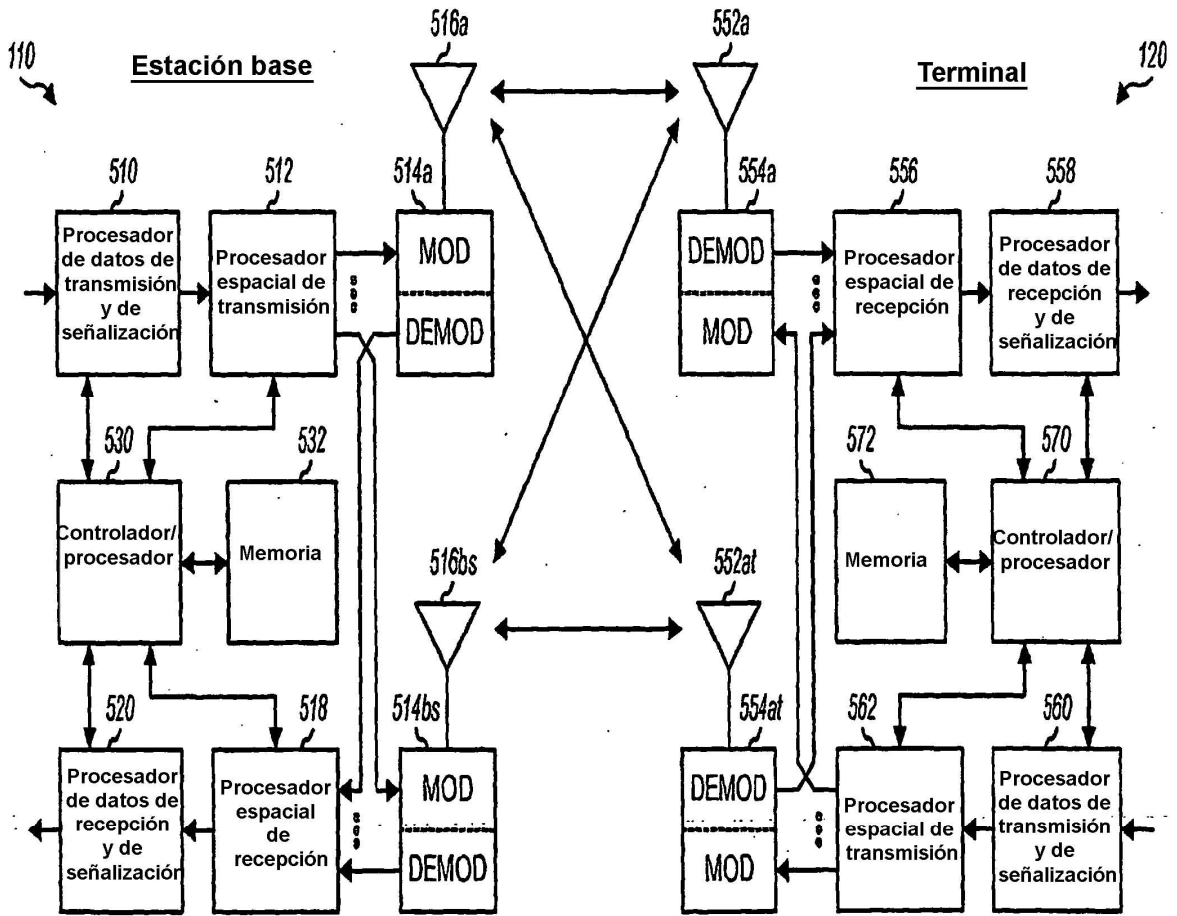 516a
552a
110
Estación base
Terminal
120
510
512
514a
554a
556
558
Procesador
de datos de
transmisión
y de
señalización
Procesador
espacial de
transmisión
MOD
DEMOD
DEMOD
MOD
Procesador
espacial de
recepción
Procesador
de datos de
recepción
y de
señalización
530
532
572
570
Controlador/
procesador
Memoria
Memoria
Controlador/
procesador
516bs
552at
520
518
514bs
554at
562
560
Procesador
de datos de
recepción
y de
señalización
Procesador
espacial
de
recepción
MOD
DEMOD
DEMOD
MOD
Procesador
espacial de
transmisión
Procesador
de datos de
transmisión
y de
señalización